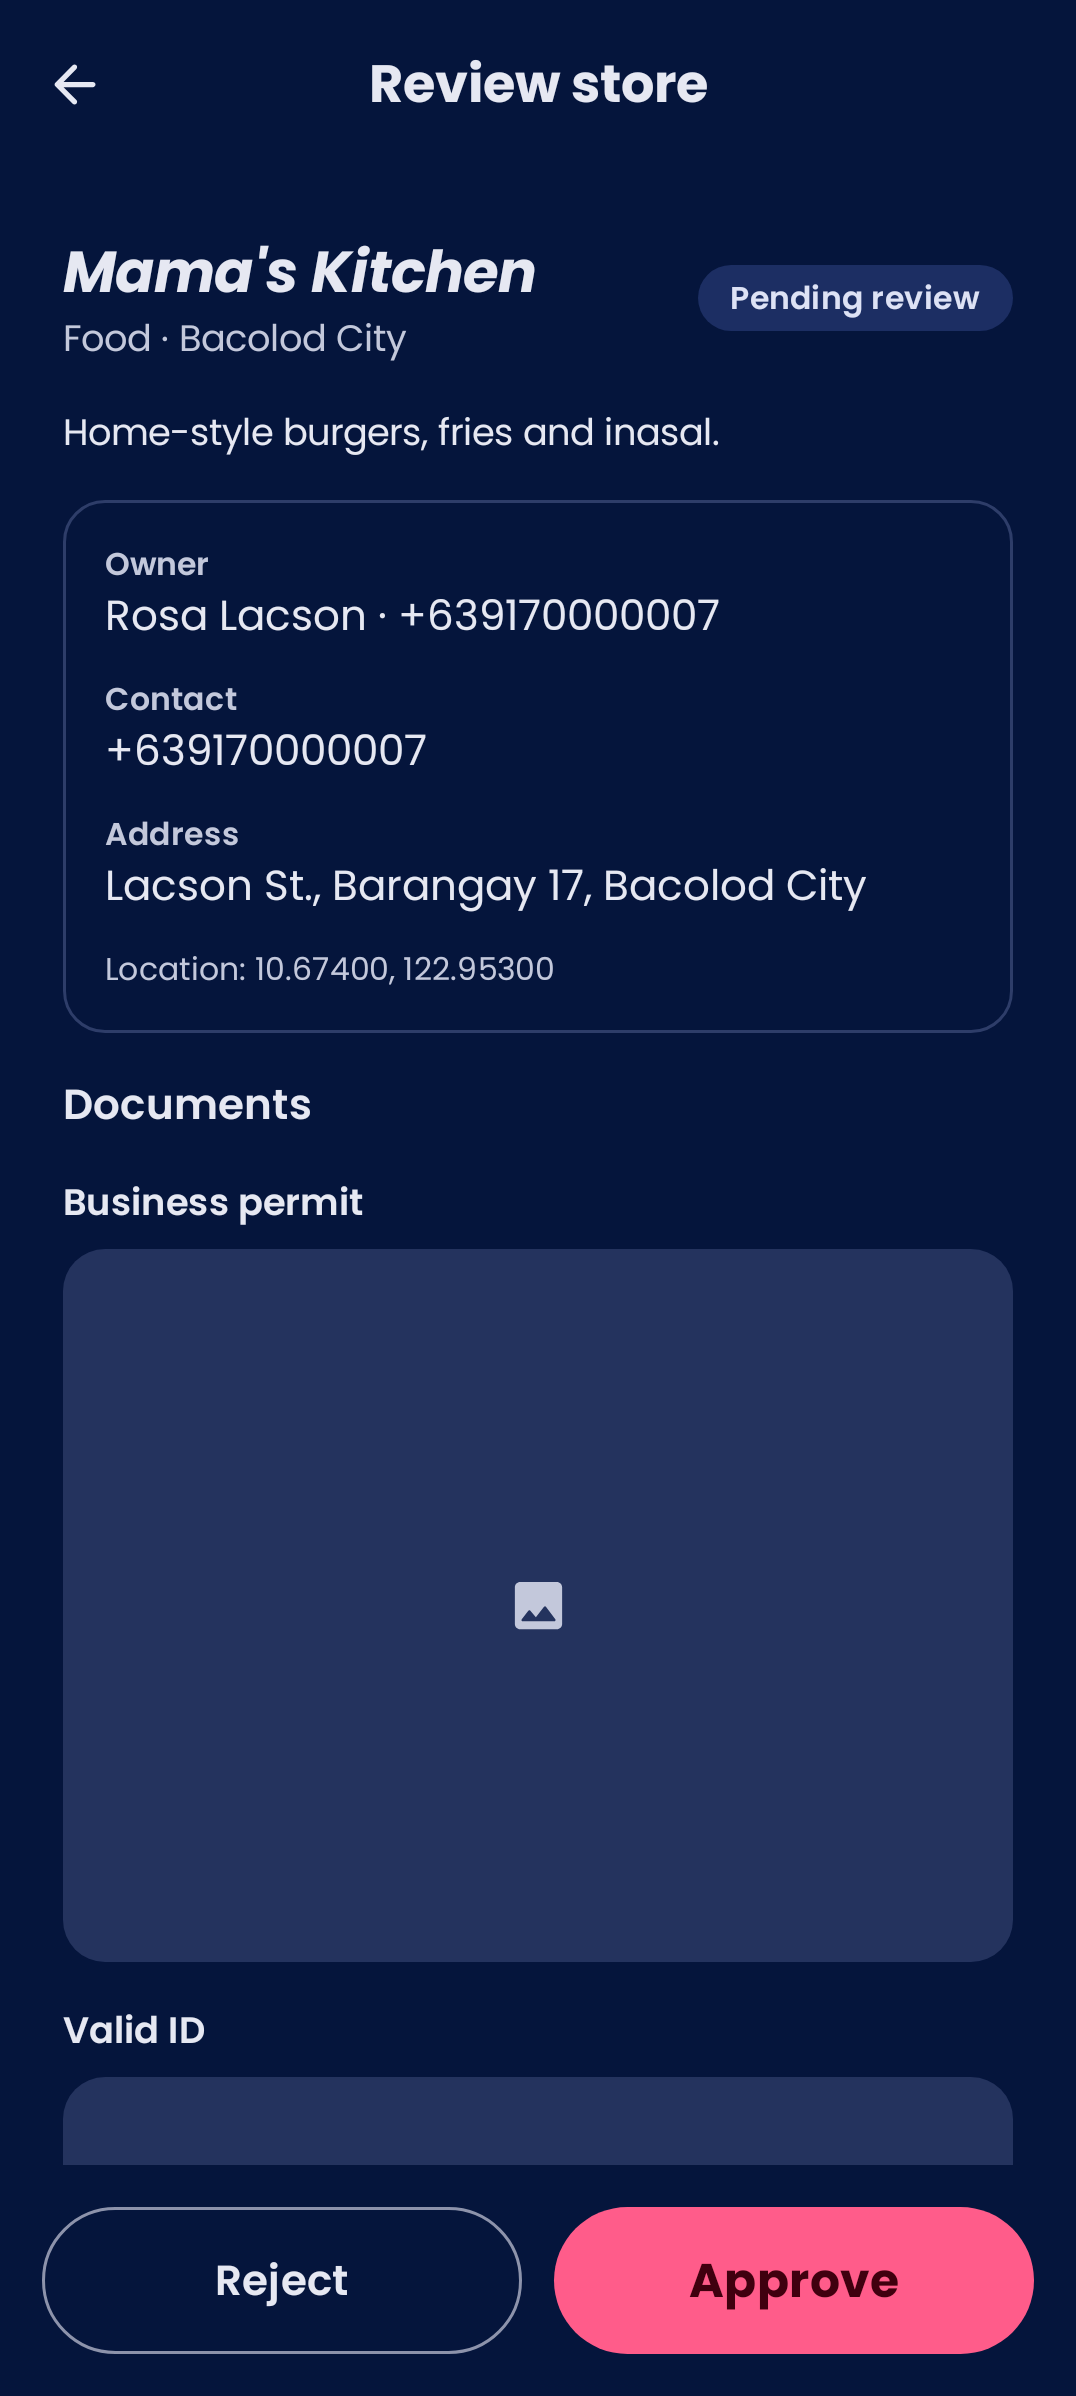 Review store
Mama's Kitchen
Pending review
Food · Bacolod City
Home-style burgers, fries and inasal.
Owner
Rosa Lacson · +639170000007
Contact
+639170000007
Address
Lacson St., Barangay 17, Bacolod City
Location: 10.67400, 122.95300
Documents
Business permit
Valid ID
Reject
Approve